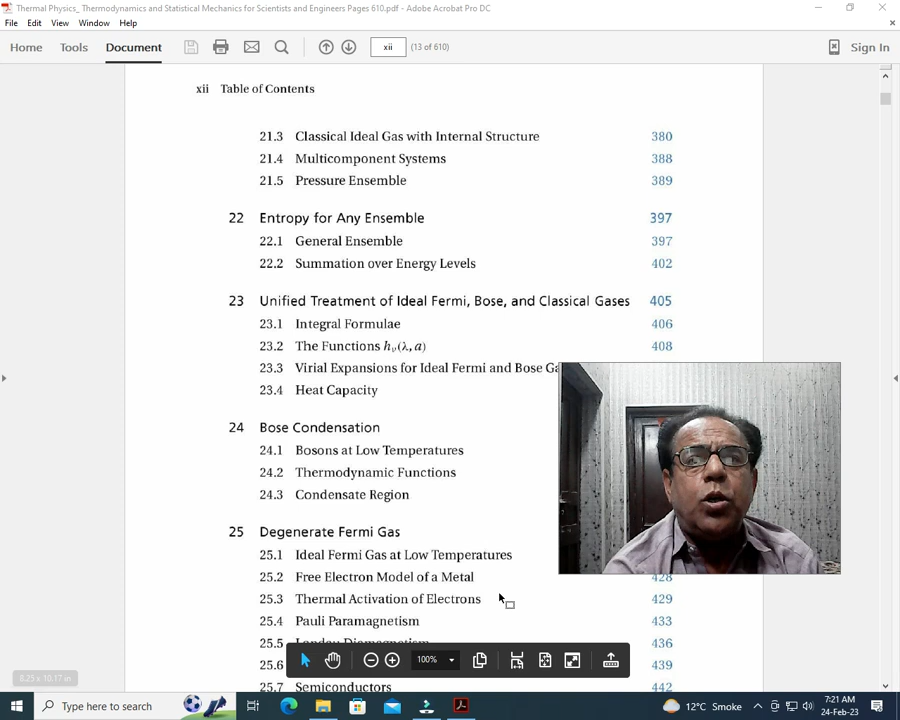 Thermal Physics_ Thermodynamics and Statistical Mechanics for Scientists and Engineers Pages 610.pdf - Adobe Acrobat Pro DC
File Edit View Window Help
Home Tools Document xii (13 of 610) Sign In
xii Table of Contents
21.3 Classical Ideal Gas with Internal Structure 380
21.4 Multicomponent Systems 388
21.5 Pressure Ensemble 389
22 Entropy for Any Ensemble 397
22.1 General Ensemble 397
22.2 Summation over Energy Levels 402
23 Unified Treatment of Ideal Fermi, Bose, and Classical Gases 405
23.1 Integral Formulae 406
23.2 The Functions hν(λ, a) 408
23.3 Virial Expansions for Ideal Fermi and Bose Ga
23.4 Heat Capacity
24 Bose Condensation
24.1 Bosons at Low Temperatures
24.2 Thermodynamic Functions
24.3 Condensate Region
25 Degenerate Fermi Gas
25.1 Ideal Fermi Gas at Low Temperatures
25.2 Free Electron Model of a Metal 428
25.3 Thermal Activation of Electrons 429
25.4 Pauli Paramagnetism 433
25.5 Landau Diamagnetism 436
25.6 439
25.7 Semiconductors 442
100%
8.25 x 10.17 in
Type here to search
12°C Smoke
7:21 AM
24-Feb-23